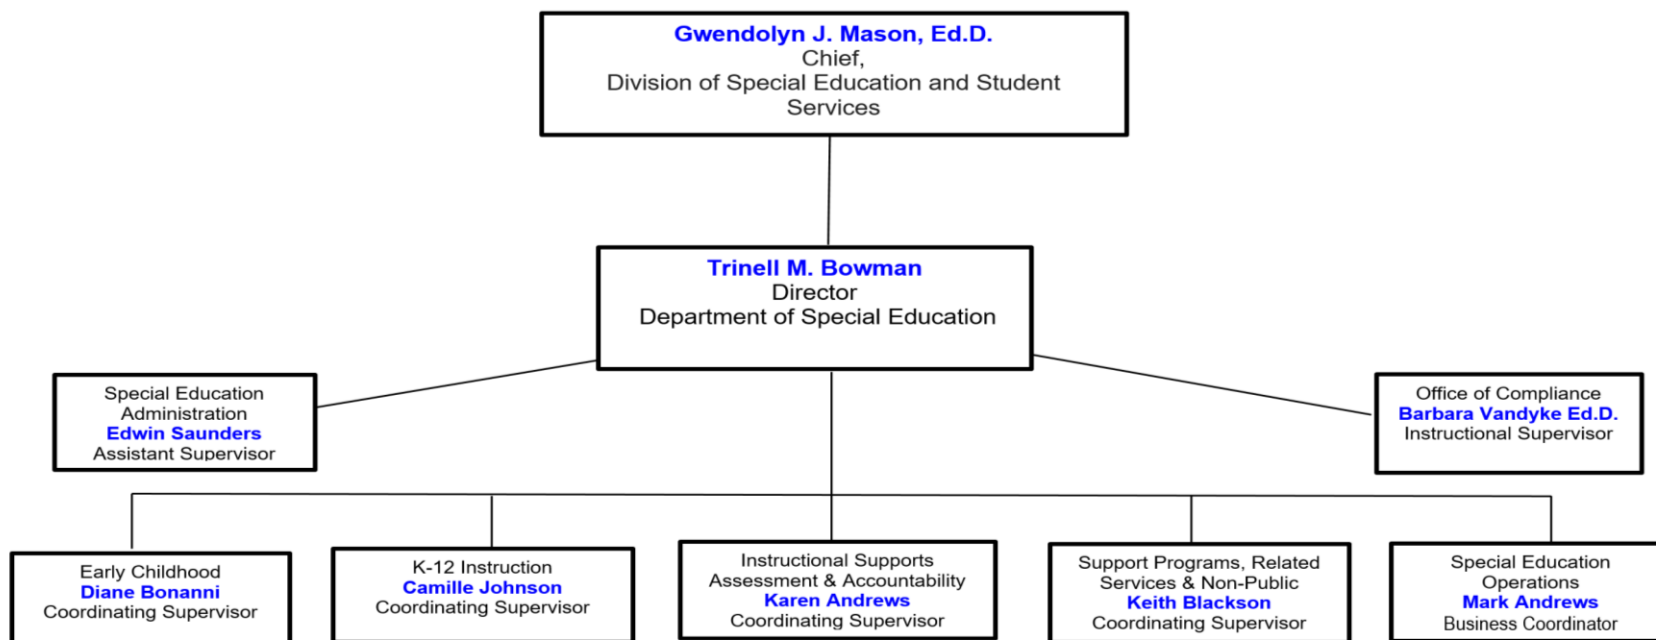 Gwendolyn J. Mason, Ed.D.
Chief,
Division of Special Education and Student
Services
Trinell M. Bowman
Director
Department of Special Education
Special Education
Administration
Edwin Saunders
Assistant Supervisor
Office of Compliance
Barbara Vandyke Ed.D.
Instructional Supervisor
Early Childhood
Diane Bonanni
Coordinating Supervisor
K-12 Instruction
Camille Johnson
Coordinating Supervisor
Instructional Supports
Assessment & Accountability
Karen Andrews
Coordinating Supervisor
Support Programs, Related
Services & Non-Public
Keith Blackson
Coordinating Supervisor
Special Education
Operations
Mark Andrews
Business Coordinator